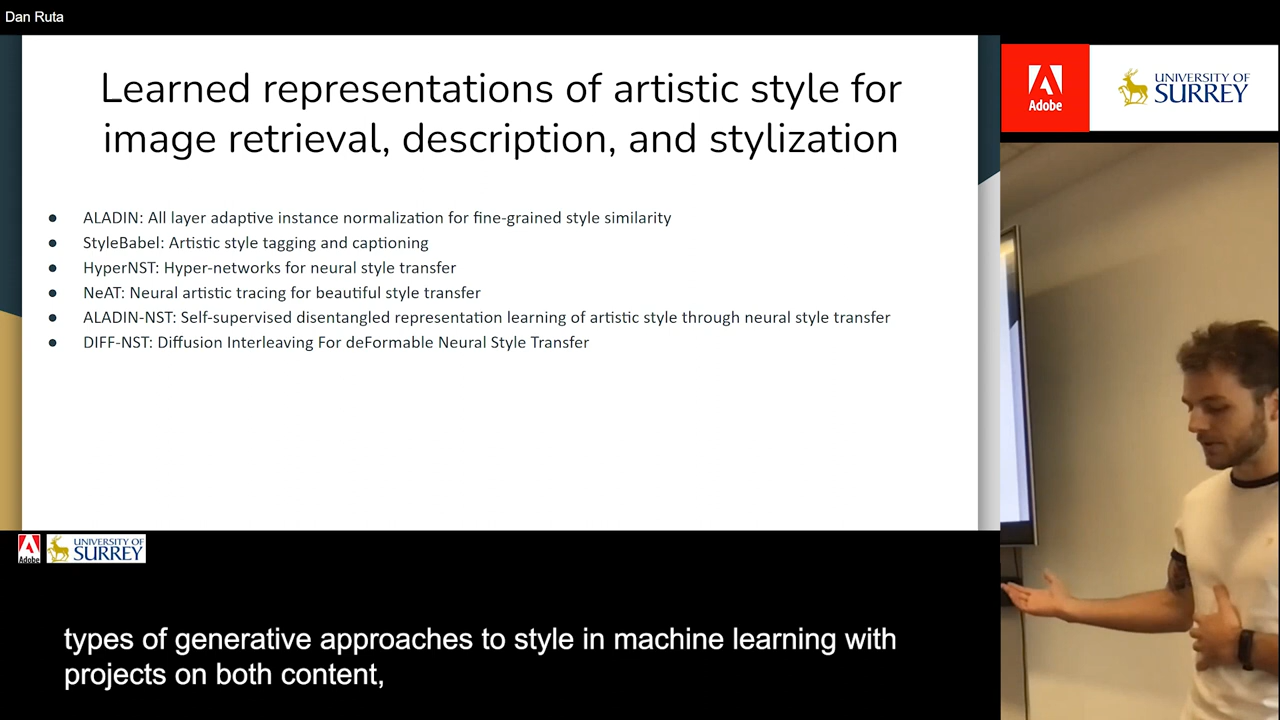 Dan Ruta
Learned representations of artistic style for
image retrieval, description, and stylization
● ALADIN: All layer adaptive instance normalization for fine-grained style similarity
● StyleBabel: Artistic style tagging and captioning
● HyperNST: Hyper-networks for neural style transfer
● NeAT: Neural artistic tracing for beautiful style transfer
● ALADIN-NST: Self-supervised disentangled representation learning of artistic style through neural style transfer
● DIFF-NST: Diffusion Interleaving For deFormable Neural Style Transfer
Adobe
UNIVERSITY OF
SURREY
Adobe
UNIVERSITY OF
SURREY
types of generative approaches to style in machine learning with
projects on both content,